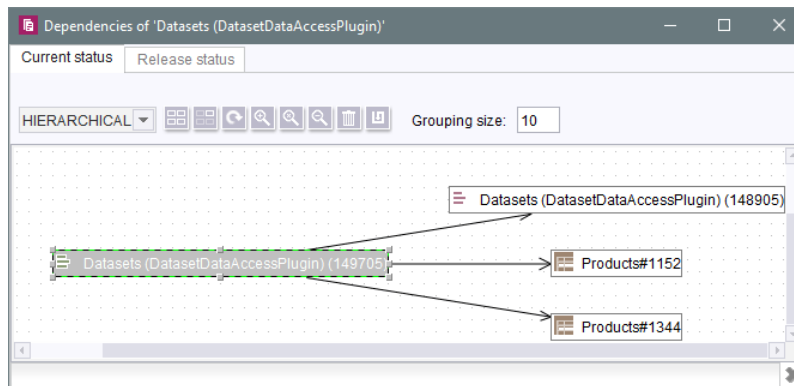 Dependencies of 'Datasets (DatasetDataAccessPlugin)'
Current status
Release status
HIERARCHICAL
Grouping size: 10
Datasets (DatasetDataAccessPlugin) (148905)
Datasets (DatasetDataAccessPlugin) (149705)
Products#1152
Products#1344